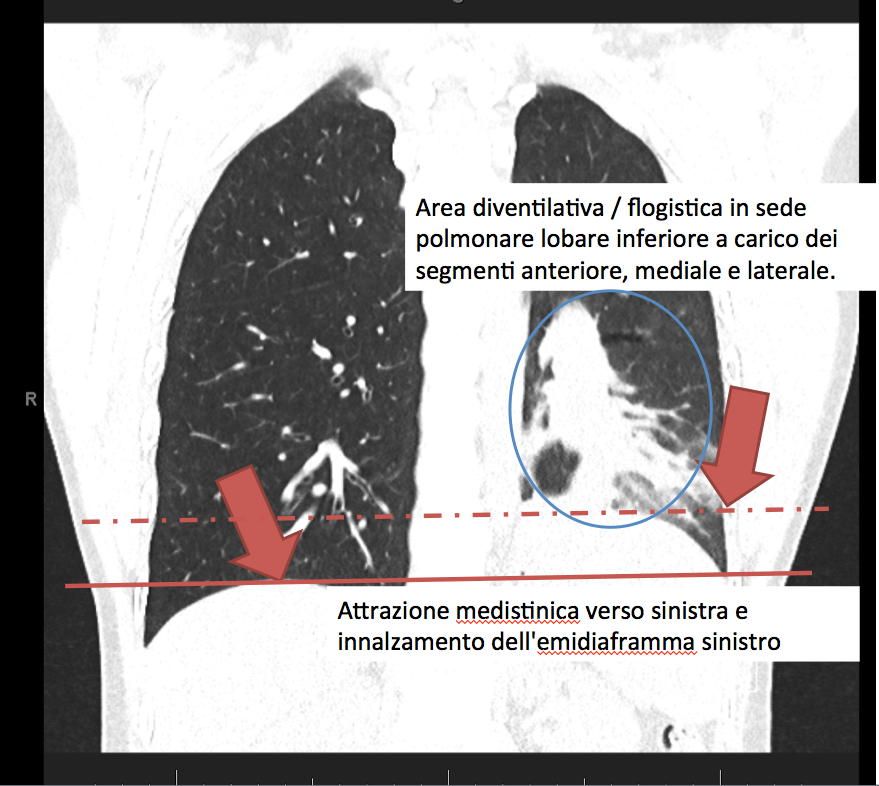 Area diventilativa / flogistica in sede
polmonare lobare inferiore a carico dei
segmenti anteriore, mediale e laterale.
R
Attrazione medistinica verso sinistra e
innalzamento dell'emidiaframma sinistro